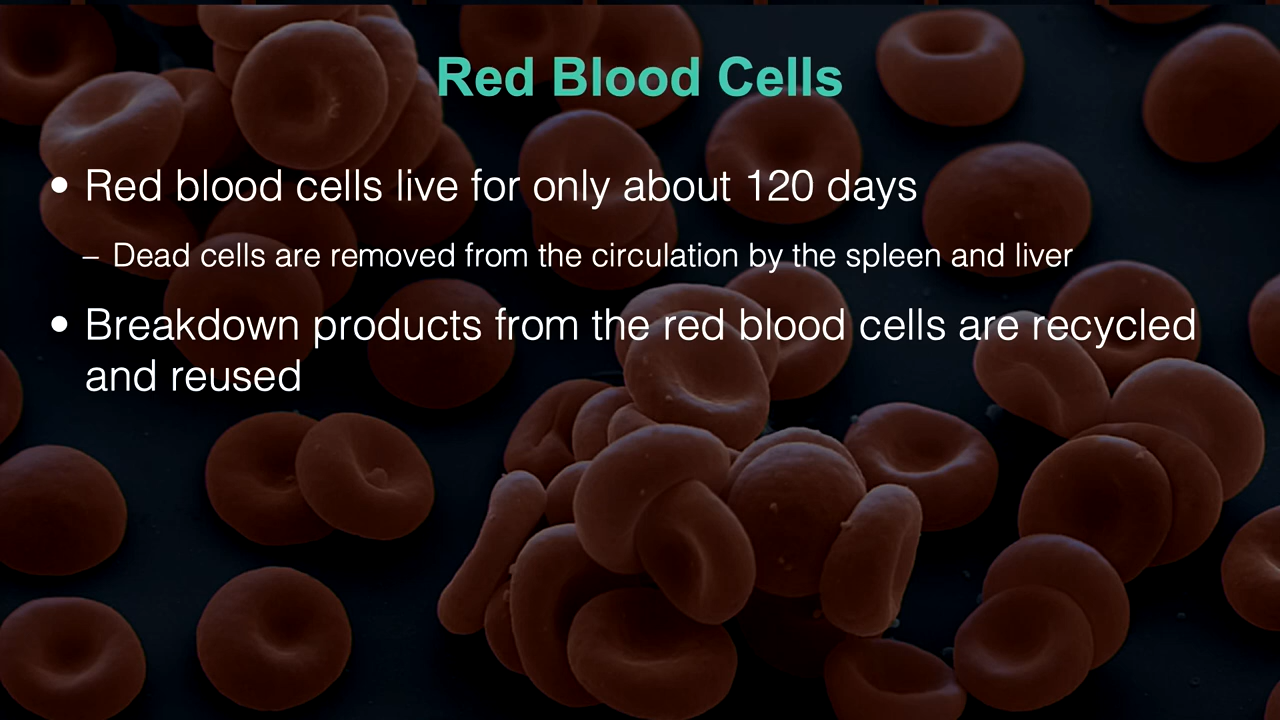 Red Blood Cells
• Red blood cells live for only about 120 days
– Dead cells are removed from the circulation by the spleen and liver
• Breakdown products from the red blood cells are recycled
and reused